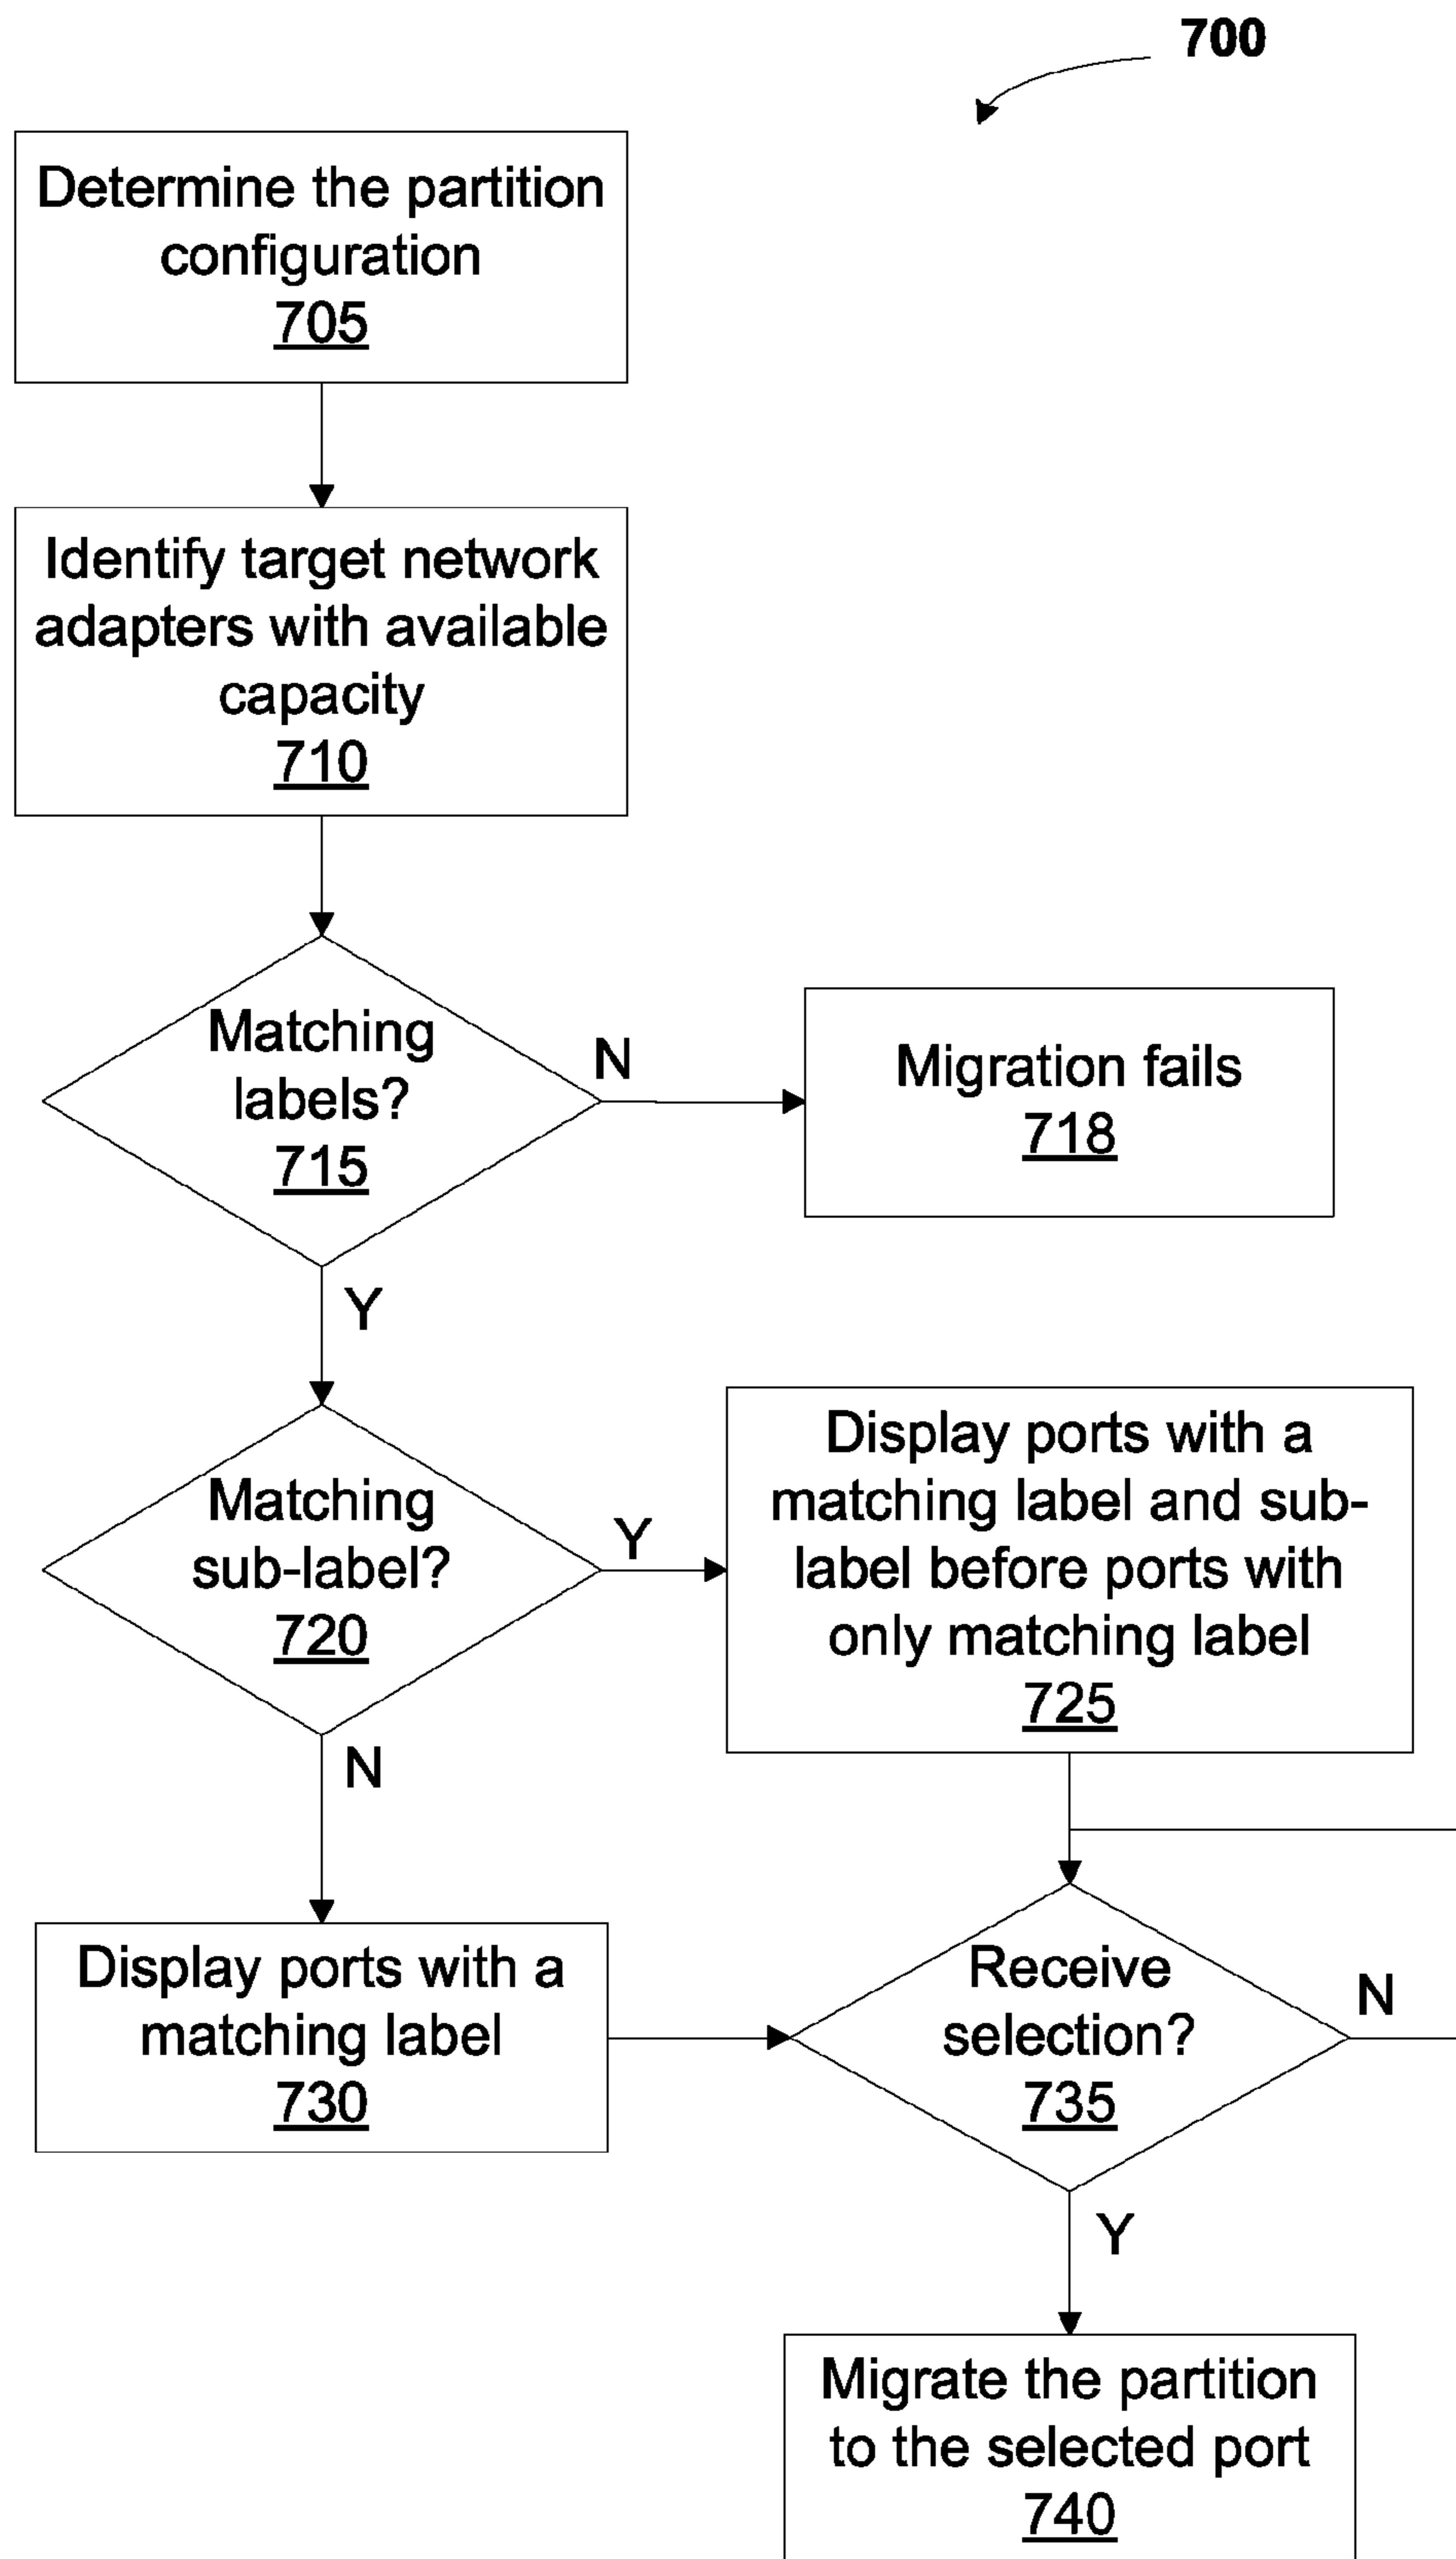 700
Determine the partition
configuration
705
Identify target network
adapters with available
capacity
710
Matching
labels?
715
N
Migration fails
718
Y
Matching
sub-label?
720
Y
Display ports with a
matching label and sub-
label before ports with
only matching label
725
N
Display ports with a
matching label
730
Receive
selection?
735
N
Y
Migrate the partition
to the selected port
740